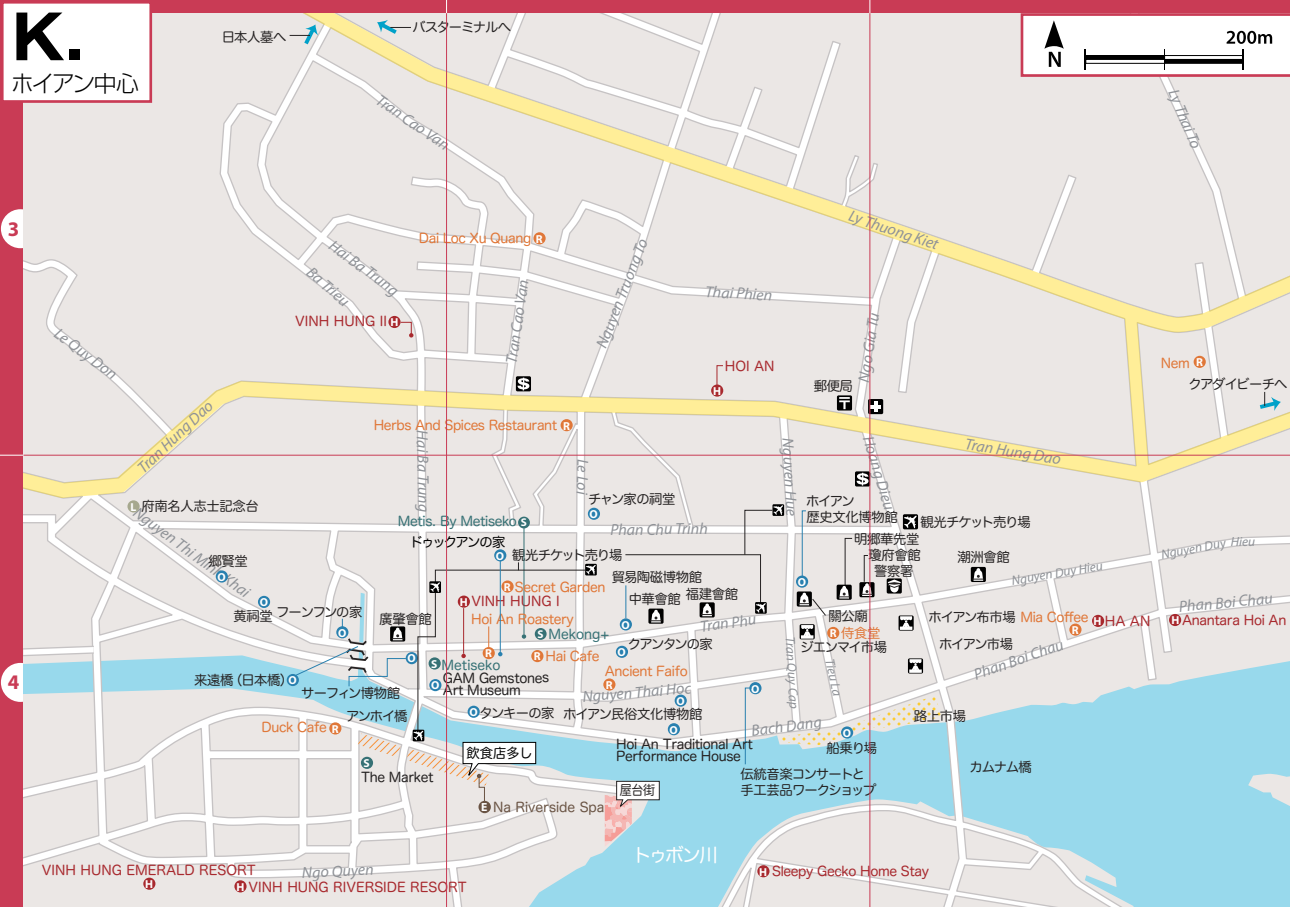 K.
ホイアン中心
日本人墓へ
バスターミナルへ
200m
N
Ly Thai To
Tran Cao Van
3
Ly Thuong Kiet
Dai Loc Xu Quang
R
Hai Ba Trung
Ba Trieu
Nguyen Truong To
Tran Cao Van
Thai Phien
VINH HUNG II
H
Ngo Gia Tu
Le Quy Don
HOI AN
H
Nem
R
クアダイビーチへ
$
郵便局
Tran Hung Dao
Herbs And Spices Restaurant
R
Hai Ba Trung
Le Loi
Nguyen Hue
Hoang Dieu
Tran Hung Dao
$
L
府南名人志士記念台
チャン家の祠堂
O
ホイアン
歴史文化博物館
Nguyen Thi Minh Khai
Metis. By Metiseko
S
Phan Chu Trinh
観光チケット売り場
ドゥックアンの家
O
観光チケット売り場
明郷華先堂
瓊府會館
警察署
潮洲會館
Nguyen Duy Hieu
Nguyen Duy Hieu
郷賢堂
O
貿易陶磁博物館
R
Secret Garden
中華會館
福建會館
O
黄祠堂
O
フーンフンの家
O
廣肇會館
H
VINH HUNG I
Hoi An Roastery
R
O
Tran Phu
關公廟
R
侍食堂
ホイアン布市場
Mia Coffee
R
H
HA AN
Phan Boi Chau
H
Anantara Hoi An
S
Mekong+
クアンタンの家
O
ジエンマイ市場
ホイアン市場
4
来遠橋 (日本橋)
O
O
サーフィン博物館
S
Metiseko
R
Hai Cafe
O
GAM Gemstones
Art Museum
Ancient Faifo
R
Nguyen Thai Hoc
O
Tran Quy Cap
Tieu La
Phan Boi Chau
O
アンホイ橋
O
タンキーの家
ホイアン民俗文化博物館
O
Bach Dang
路上市場
Duck Cafe
R
Hoi An Traditional Art
Performance House
O
船乗り場
飲食店多し
S
The Market
伝統音楽コンサートと
手工芸品ワークショップ
カムナム橋
屋台街
E
Na Riverside Spa
トゥボン川
Ngo Quyen
VINH HUNG EMERALD RESORT
H
H
VINH HUNG RIVERSIDE RESORT
H
Sleepy Gecko Home Stay